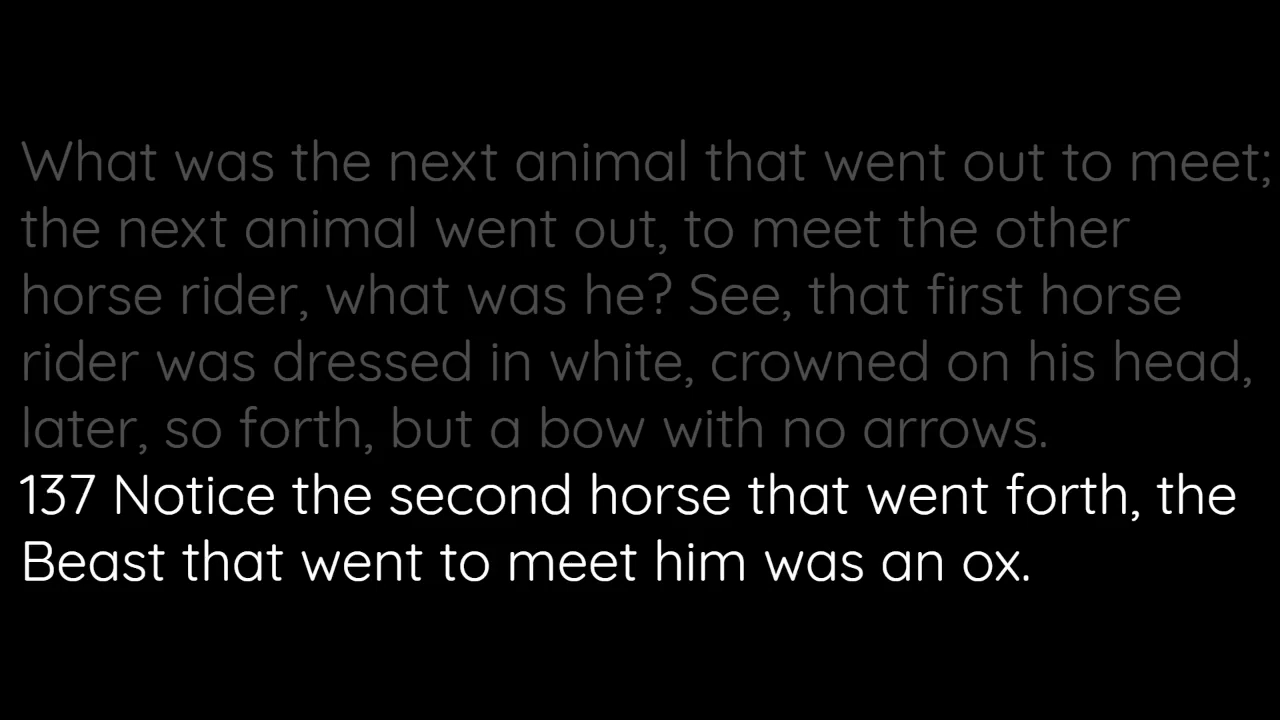 What was the next animal that went out to meet;
the next animal went out, to meet the other
horse rider, what was he? See, that first horse
rider was dressed in white, crowned on his head,
later, so forth, but a bow with no arrows.
137 Notice the second horse that went forth, the
Beast that went to meet him was an ox.